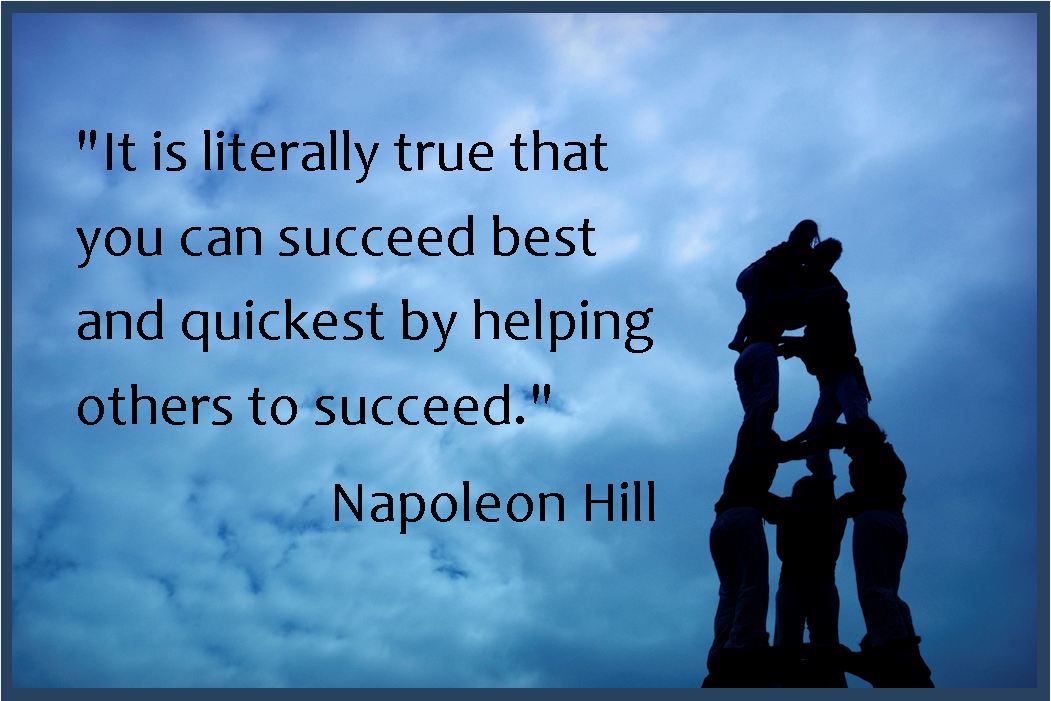 "It is literally true that
you can succeed best
and quickest by helping
others to succeed."
Napoleon Hill